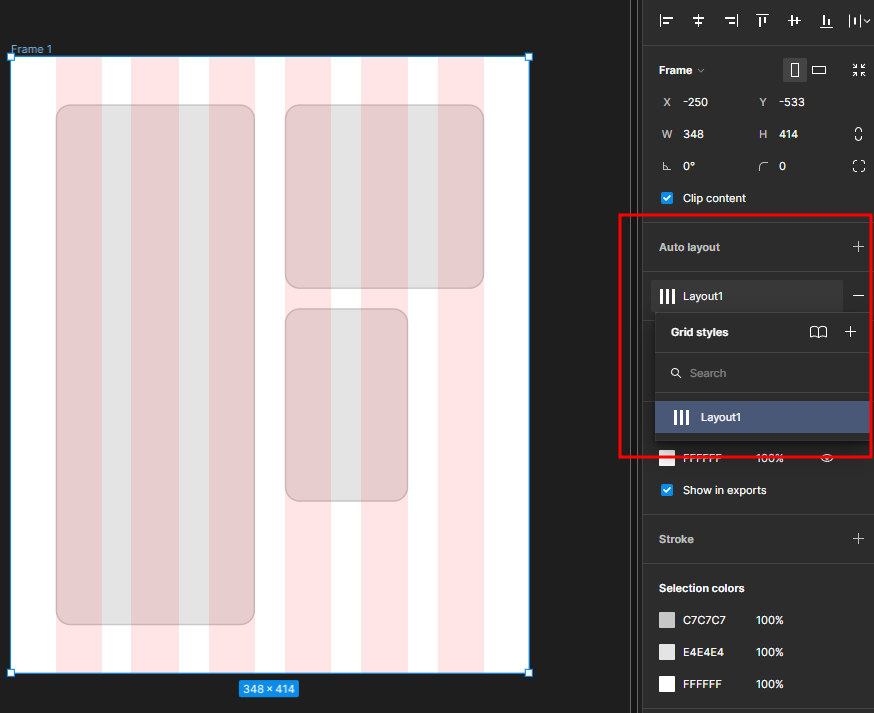 Frame 1
348 × 414
Frame
X -250 Y -533
W 348 H 414
0° 0
Clip content
Auto layout
Layout1
Grid styles
Search
Layout1
FFFFFF 100%
Show in exports
Stroke
Selection colors
C7C7C7 100%
E4E4E4 100%
FFFFFF 100%